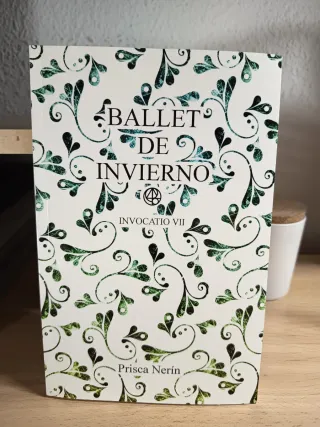 BALLET
DE
INVIERNO
INVOCATIO VII
Prisca Nerín